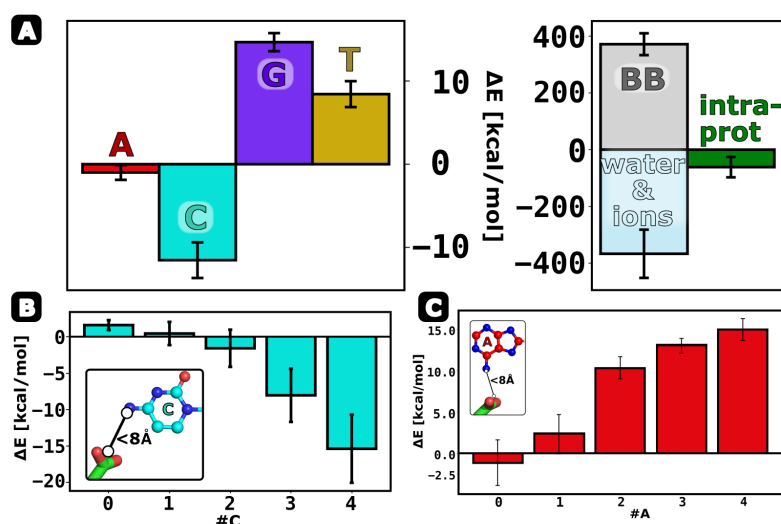 A
A
C
G
T
10
0
−10
ΔE [kcal/mol]
400
200
0
−200
−400
BB
water
& 
ions
intra-
prot
B
0
−5
−10
−15
−20
ΔE [kcal/mol]
C
<8Å
0 1 2 3 4
#C
C
15.0
10.0
5.0
0.0
−2.5
ΔE [kcal/mol]
A
<8Å
0 1 2 3 4
#A